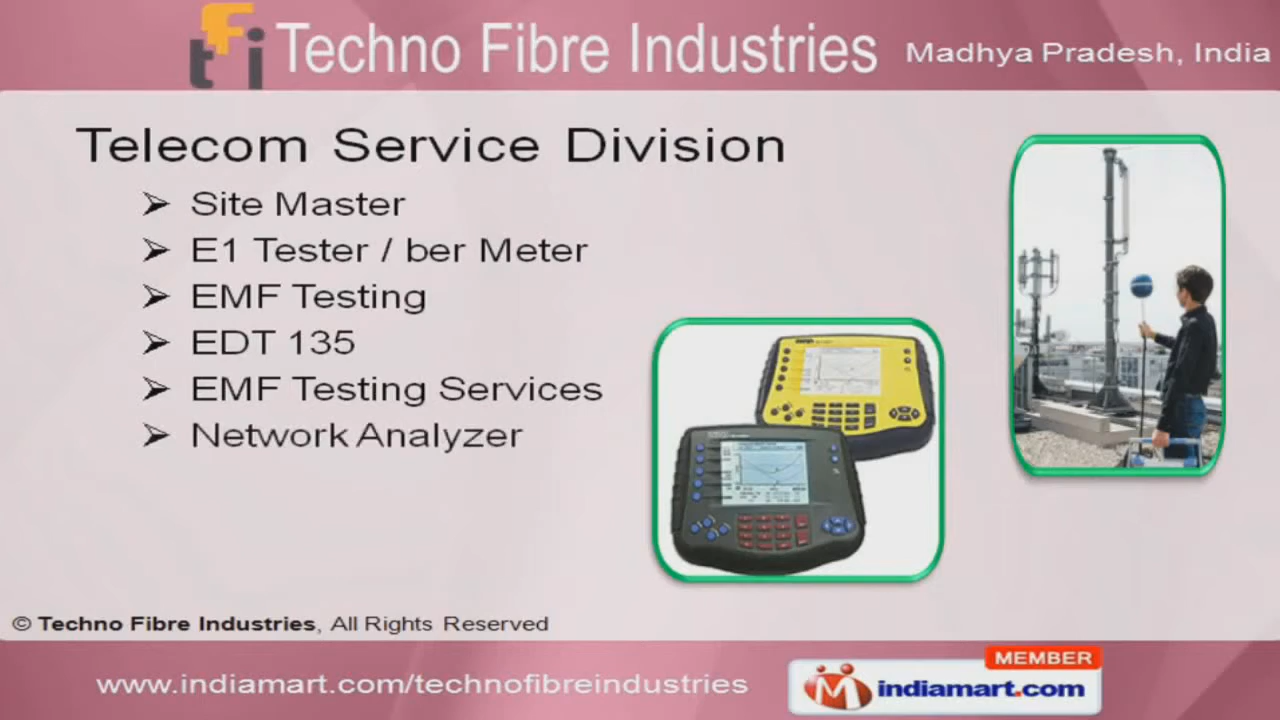 tfi Techno Fibre Industries Madhya Pradesh, India
Telecom Service Division
➢ Site Master
➢ E1 Tester / ber Meter
➢ EMF Testing
➢ EDT 135
➢ EMF Testing Services
➢ Network Analyzer
© Techno Fibre Industries, All Rights Reserved
MEMBER
www.indiamart.com/technofibreindustries
indiamart.com